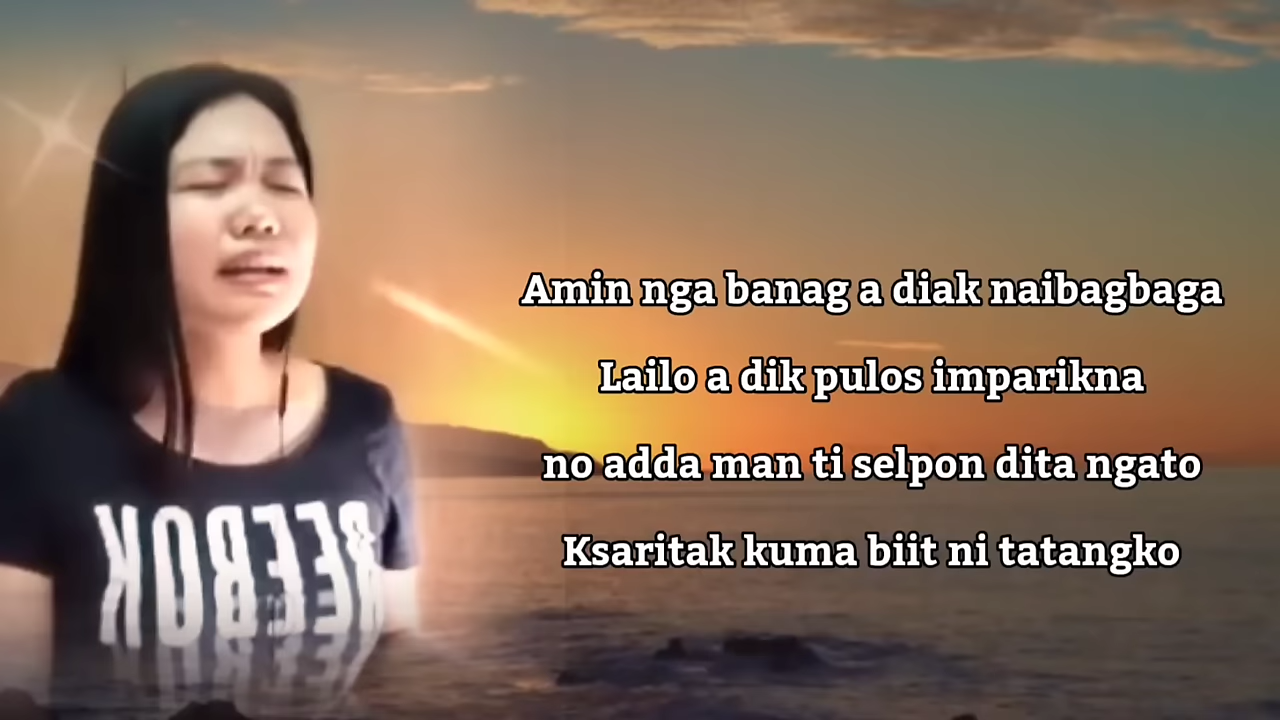 Amin nga banag a diak naibagbaga
Lailo a dik pulos imparikna
no adda man ti selpon dita ngato
Ksaritak kuma biit ni tatangko
REEBOK